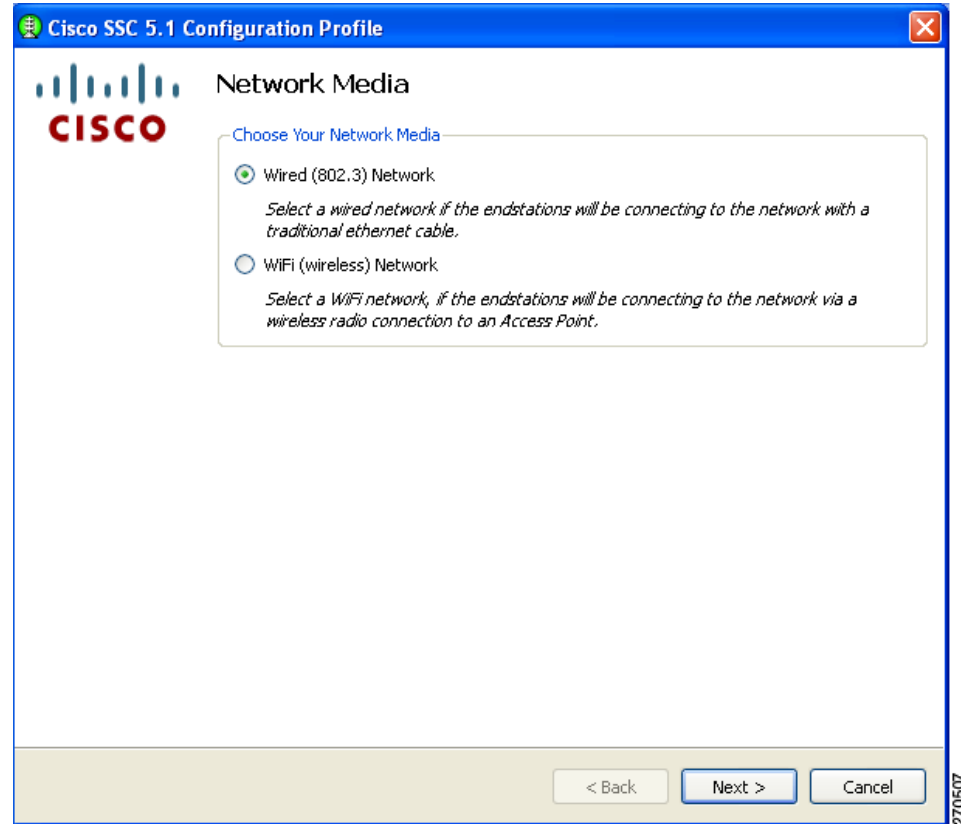 Cisco SSC 5.1 Configuration Profile
CISCO
Network Media
Choose Your Network Media
Wired (802.3) Network
Select a wired network if the endstations will be connecting to the network with a
traditional ethernet cable.
WiFi (wireless) Network
Select a WiFi network, if the endstations will be connecting to the network via a
wireless radio connection to an Access Point.
< Back
Next >
Cancel
270507